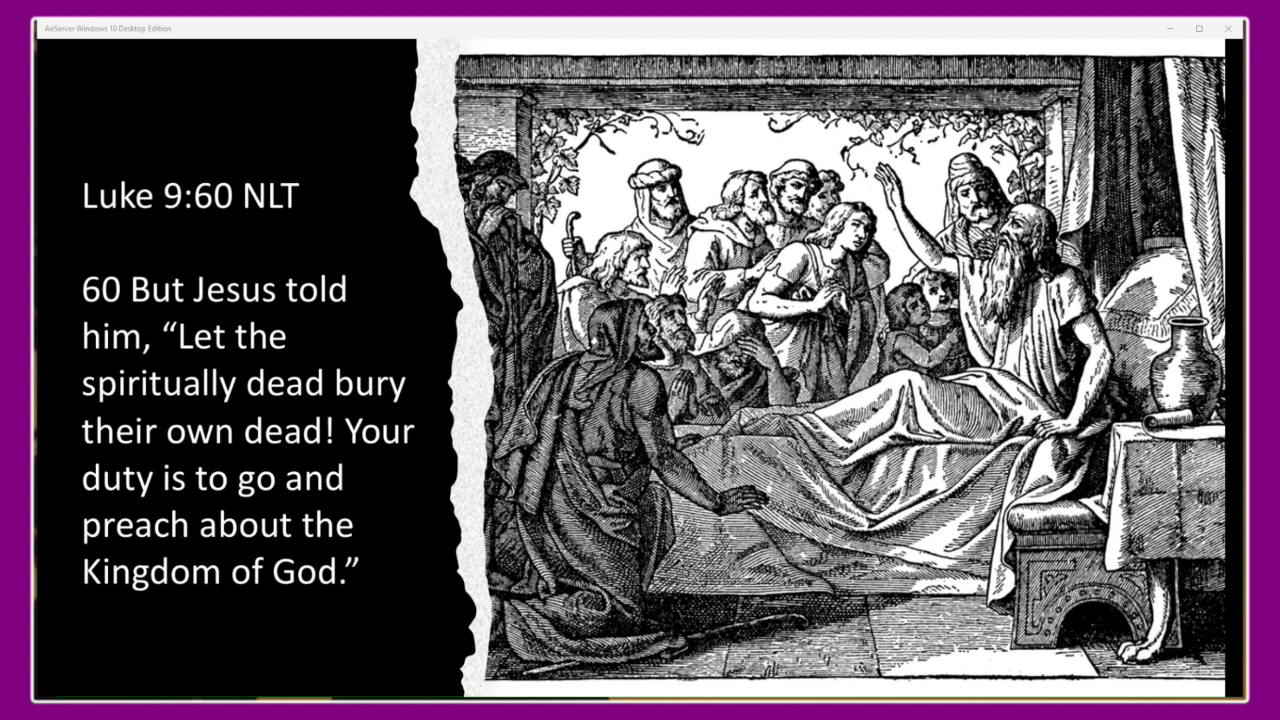 AirServer Windows 10 Desktop Edition
Luke 9:60 NLT
60 But Jesus told
him, “Let the
spiritually dead bury
their own dead! Your
duty is to go and
preach about the
Kingdom of God.”